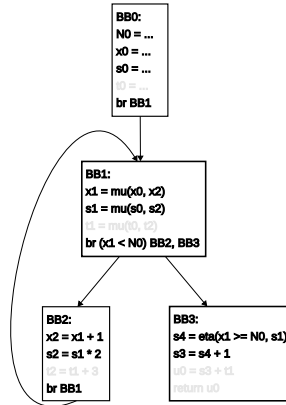 BB0:
N0 = ...
x0 = ...
s0 = ...
t0 = ...
br BB1
BB1:
x1 = mu(x0, x2)
s1 = mu(s0, s2)
t1 = mu(t0, t2)
br (x1 < N0) BB2, BB3
BB2:
x2 = x1 + 1
s2 = s1 * 2
t2 = t1 + 3
br BB1
BB3:
s4 = eta(x1 >= N0, s1)
s3 = s4 + 1
u0 = s3 + t1
return u0